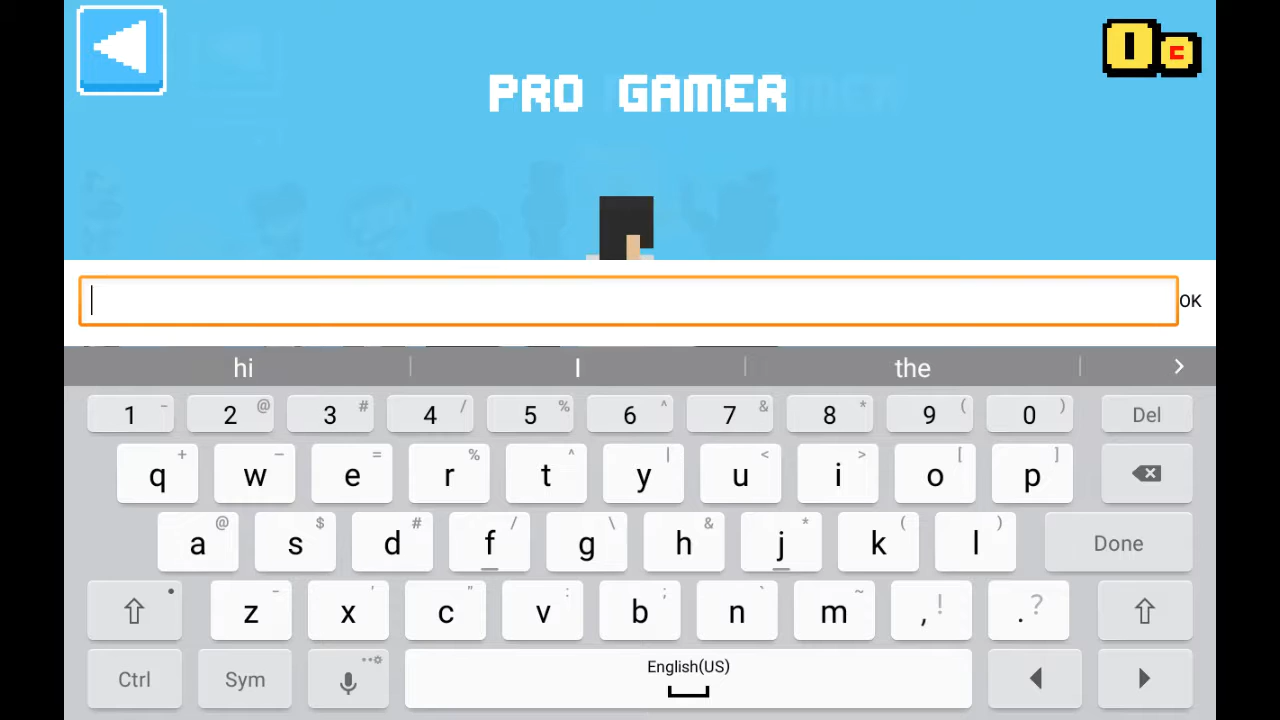 PRO GAMER
0 c
OK
hi I the
1 - 2 @ 3 # 4 / 5 % 6 ^ 7 & 8 * 9 ( 0 ) Del
q + w - e = r % t ^ y | u < i > o [ p ]
a @ s $ d # f / g \ h & j * k ( l ) Done
z - x ' c " v : b ; n ` m ~ , ! . ?
Ctrl Sym English(US)